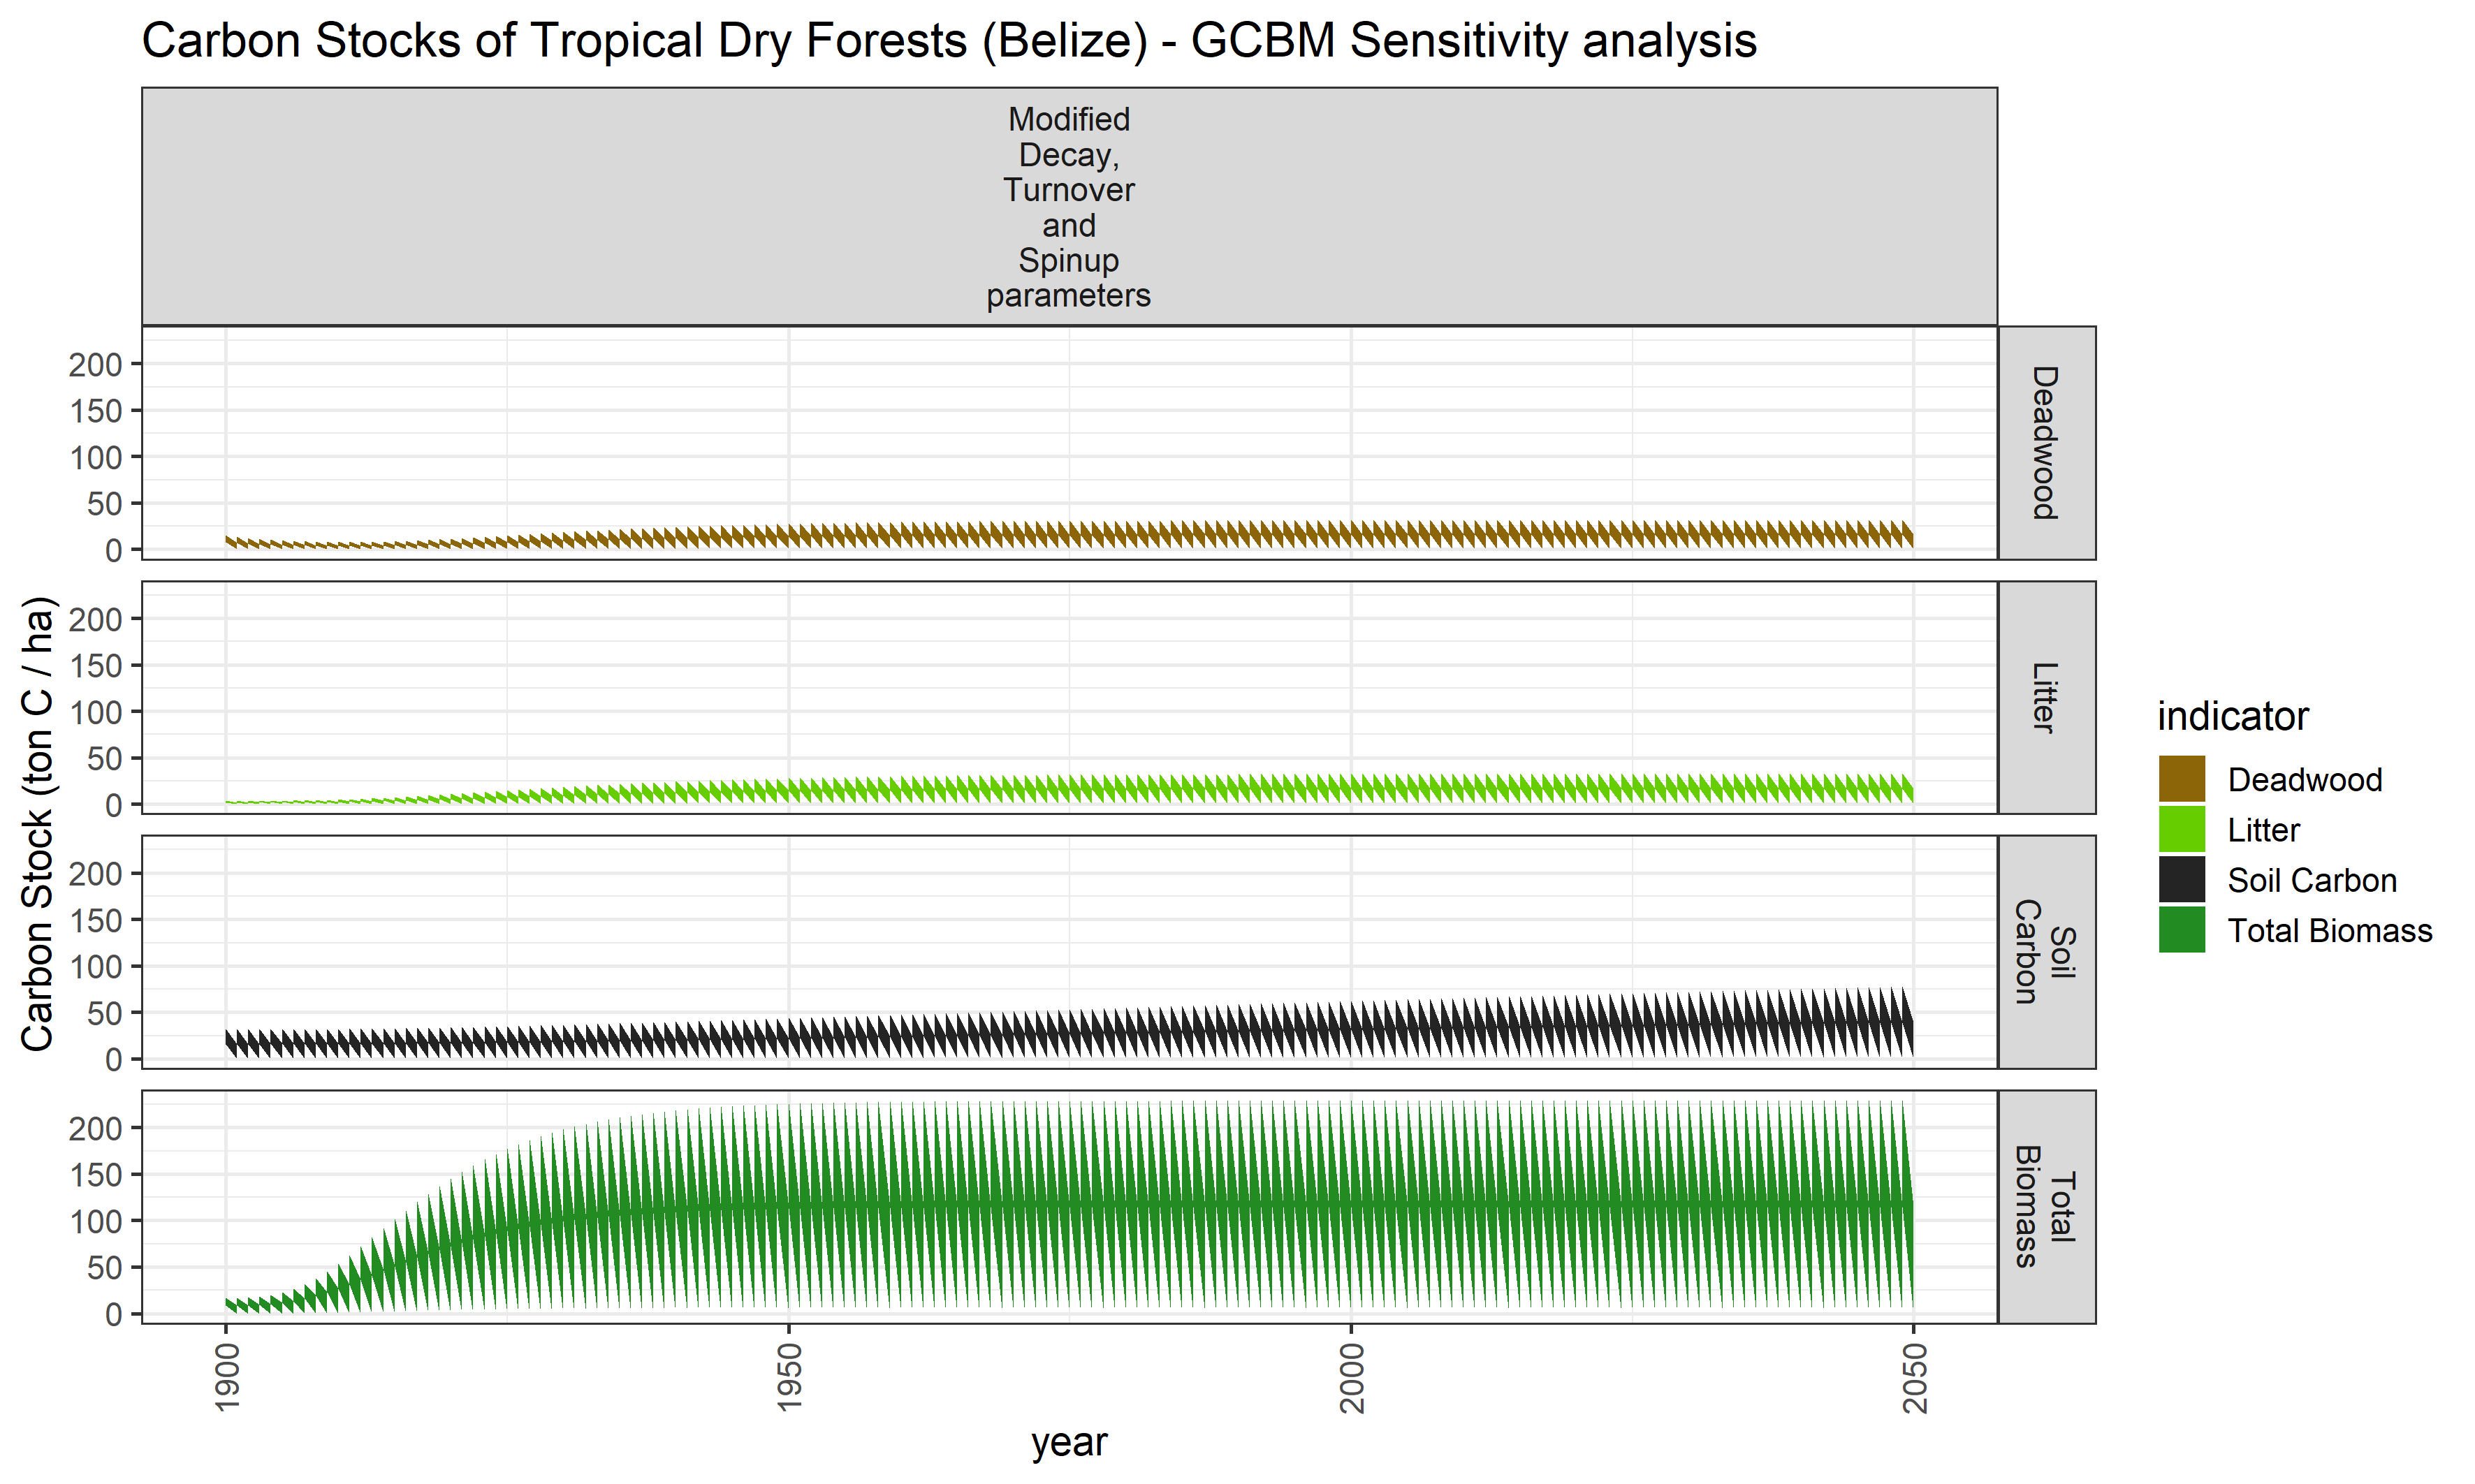 Carbon Stocks of Tropical Dry Forests (Belize) - GCBM Sensitivity analysis
Modified
Decay,
Turnover
and
Spinup
parameters
Carbon Stock (ton C / ha)
200
150
100
50
0
Deadwood
200
150
100
50
0
Litter
200
150
100
50
0
Soil
Carbon
200
150
100
50
0
Total
Biomass
1900
1950
2000
2050
year
indicator
Deadwood
Litter
Soil Carbon
Total Biomass